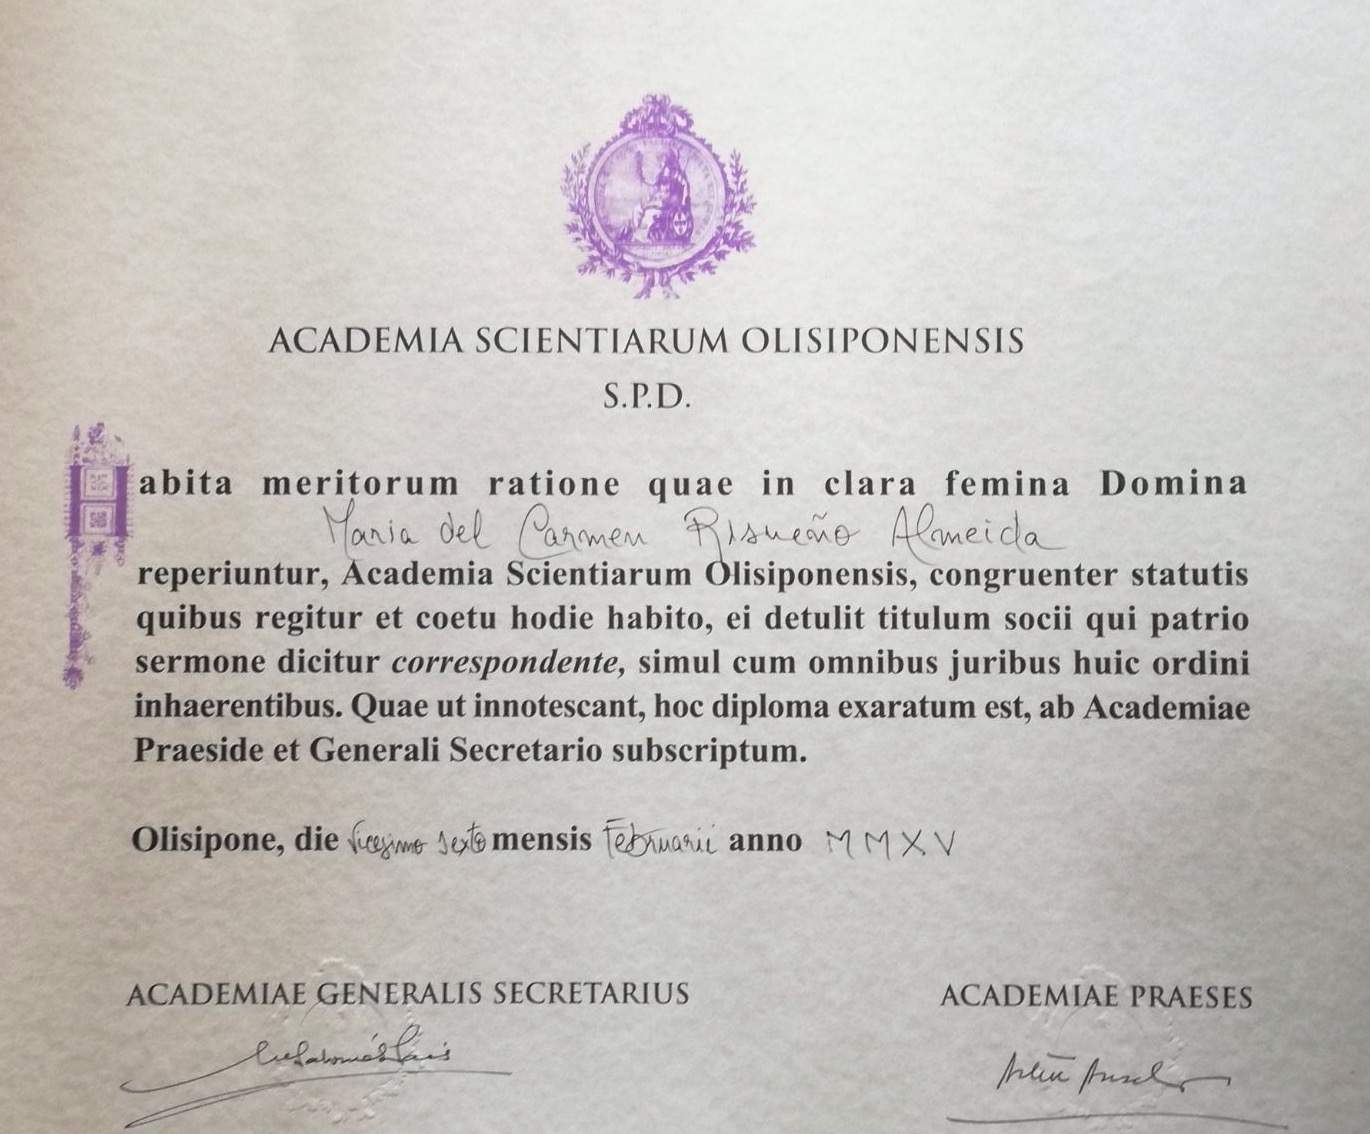 ACADEMIA SCIENTIARUM OLISIPONENSIS
S.P.D.
Habita meritorum ratione quae in clara femina Domina
Maria del Carmen Risueño Almeida
reperiuntur, Academia Scientiarum Olisiponensis, congruenter statutis
quibus regitur et coetu hodie habito, ei detulit titulum socii qui patrio
sermone dicitur correspondente, simul cum omnibus juribus huic ordini
inhaerentibus. Quae ut innotescant, hoc diploma exaratum est, ab Academiae
Praeside et Generali Secretario subscriptum.
Olisipone, die Vicesimo Sexto mensis Februarii anno MMXV
ACADEMIAE GENERALIS SECRETARIUS
ACADEMIAE PRAESES